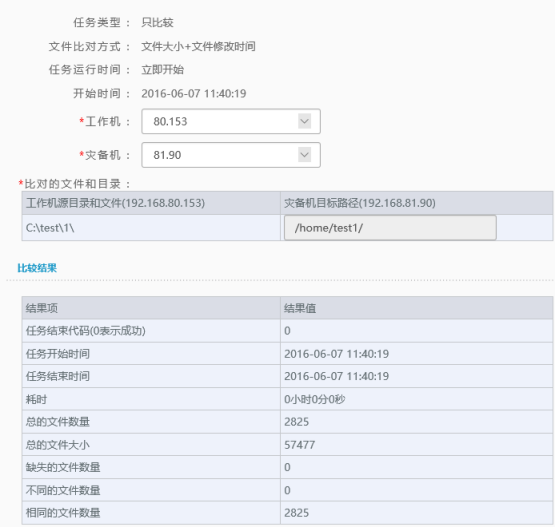 任务类型： 只比较
文件比对方式： 文件大小+文件修改时间
任务运行时间： 立即开始
开始时间： 2016-06-07 11:40:19
*工作机： 80.153
*灾备机： 81.90
*比对的文件和目录：
工作机源目录和文件(192.168.80.153) 灾备机目标路径(192.168.81.90)
C:\test\1\ /home/test1/
比较结果
结果项 结果值
任务结束代码(0表示成功) 0
任务开始时间 2016-06-07 11:40:19
任务结束时间 2016-06-07 11:40:19
耗时 0小时0分0秒
总的文件数量 2825
总的文件大小 57477
缺失的文件数量 0
不同的文件数量 0
相同的文件数量 2825